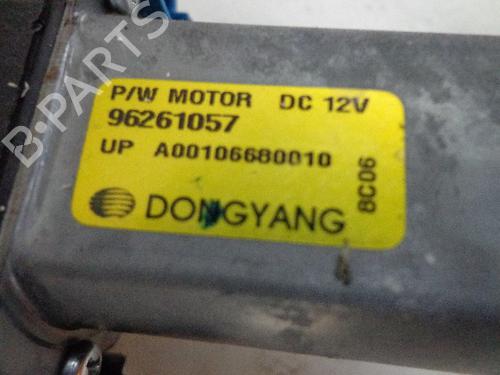 B-PARTS
P/W MOTOR DC 12V
96261057
UP A00106680010
8C06
DONGYANG